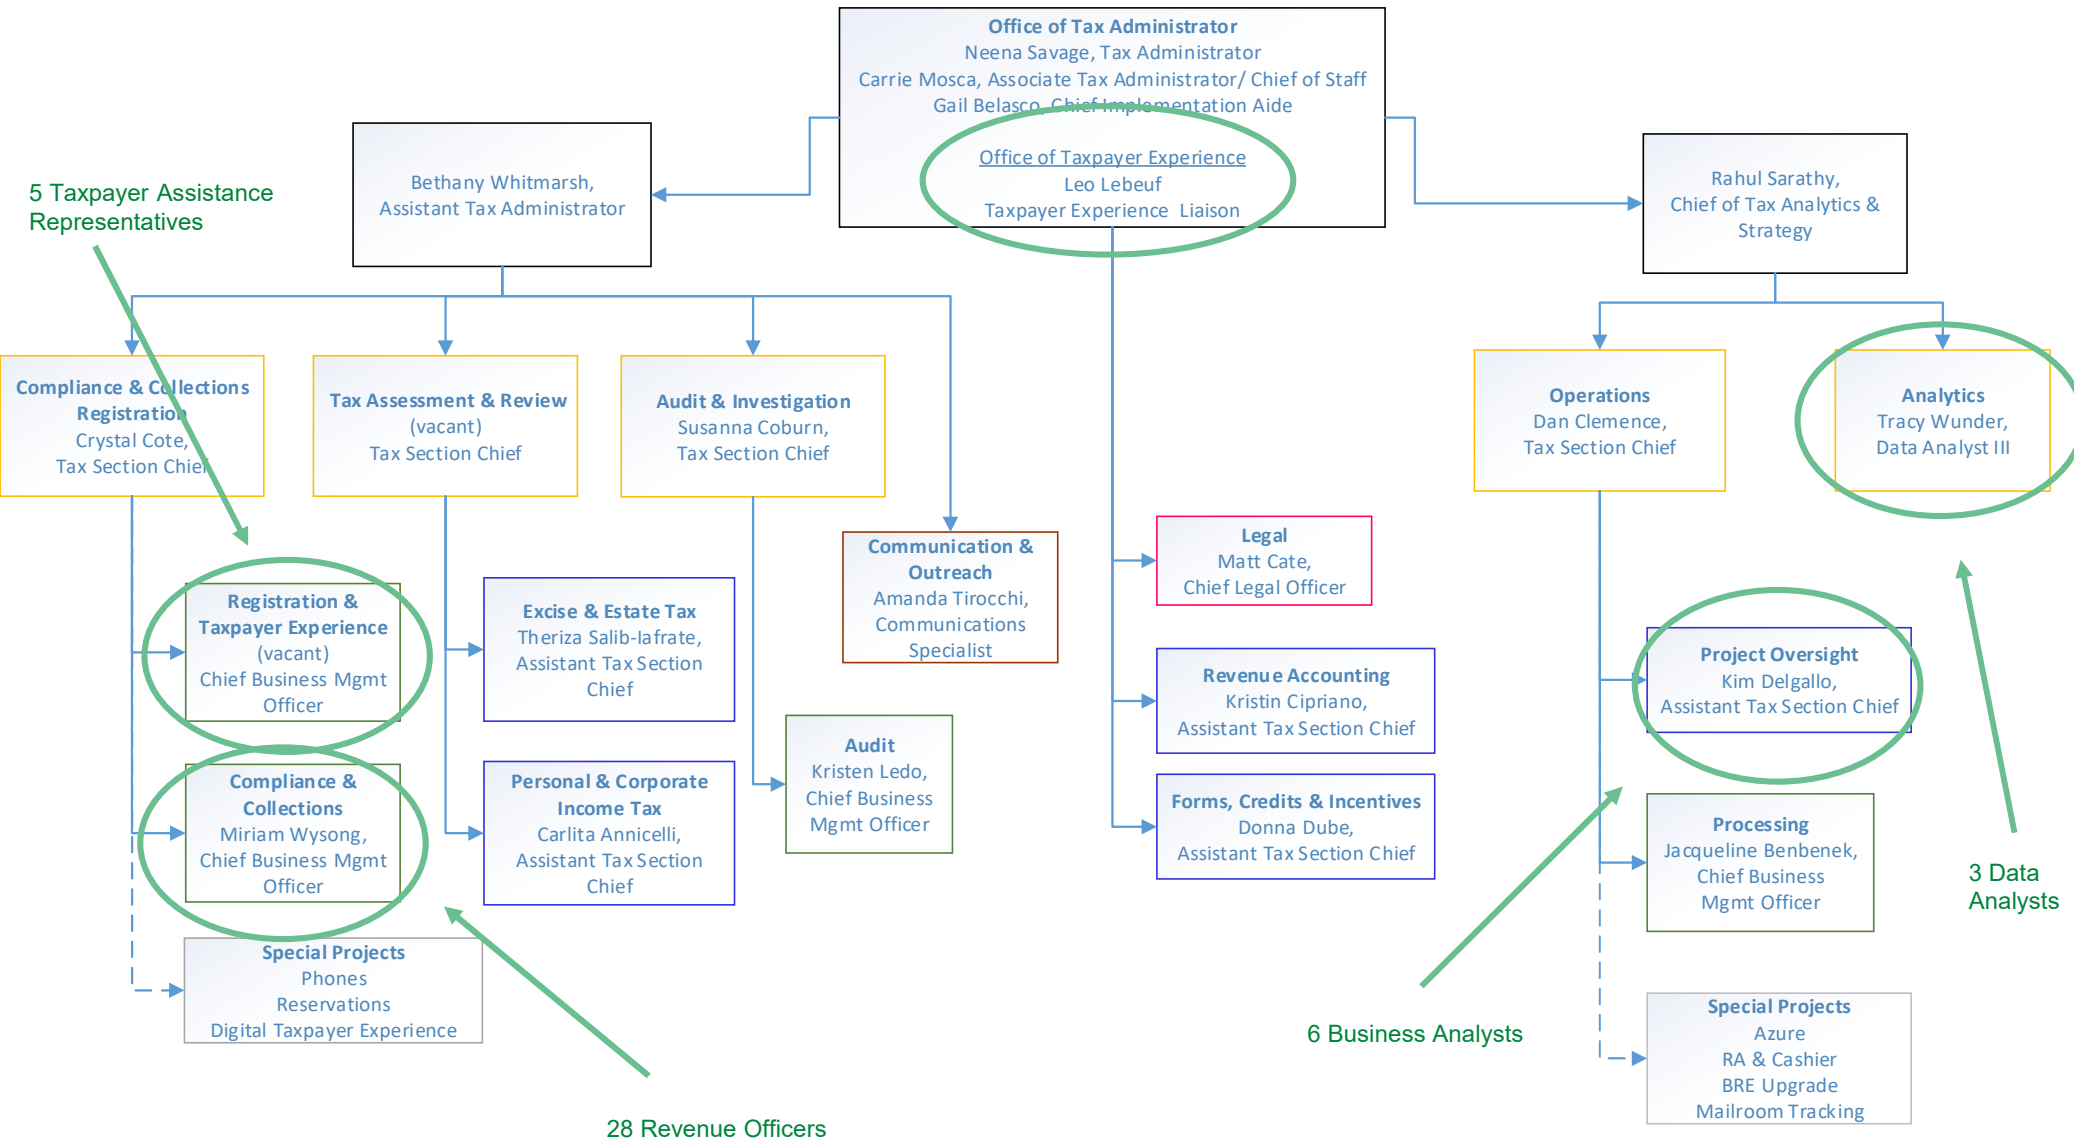 Office of Tax Administrator
Neena Savage, Tax Administrator
Carrie Mosca, Associate Tax Administrator/ Chief of Staff
Gail Belasco, Chief Implementation Aide
Office of Taxpayer Experience
Leo Lebeuf
Taxpayer Experience Liaison
Bethany Whitmarsh,
Assistant Tax Administrator
Rahul Sarathy,
Chief of Tax Analytics &
Strategy
5 Taxpayer Assistance
Representatives
Compliance & Collections
Registration
Crystal Cote,
Tax Section Chief
Tax Assessment & Review
(vacant)
Tax Section Chief
Audit & Investigation
Susanna Coburn,
Tax Section Chief
Operations
Dan Clemence,
Tax Section Chief
Analytics
Tracy Wunder,
Data Analyst III
Communication &
Outreach
Amanda Tirocchi,
Communications
Specialist
Legal
Matt Cate,
Chief Legal Officer
Registration &
Taxpayer Experience
(vacant)
Chief Business Mgmt
Officer
Excise & Estate Tax
Theriza Salib-Iafrate,
Assistant Tax Section
Chief
Revenue Accounting
Kristin Cipriano,
Assistant Tax Section Chief
Project Oversight
Kim Delgallo,
Assistant Tax Section Chief
Compliance &
Collections
Miriam Wysong,
Chief Business Mgmt
Officer
Personal & Corporate
Income Tax
Carlita Annicelli,
Assistant Tax Section
Chief
Audit
Kristen Ledo,
Chief Business
Mgmt Officer
Forms, Credits & Incentives
Donna Dube,
Assistant Tax Section Chief
Processing
Jacqueline Benbenek,
Chief Business
Mgmt Officer
3 Data
Analysts
Special Projects
Phones
Reservations
Digital Taxpayer Experience
6 Business Analysts
Special Projects
Azure
RA & Cashier
BRE Upgrade
Mailroom Tracking
28 Revenue Officers